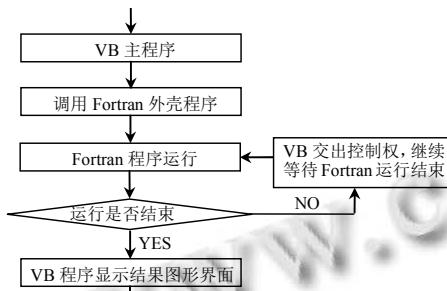 VB 主程序
调用 Fortran 外壳程序
Fortran 程序运行
VB 交出控制权，继续
等待 Fortran 运行结束
运行是否结束
NO
YES
VB 程序显示结果图形界面
www.c